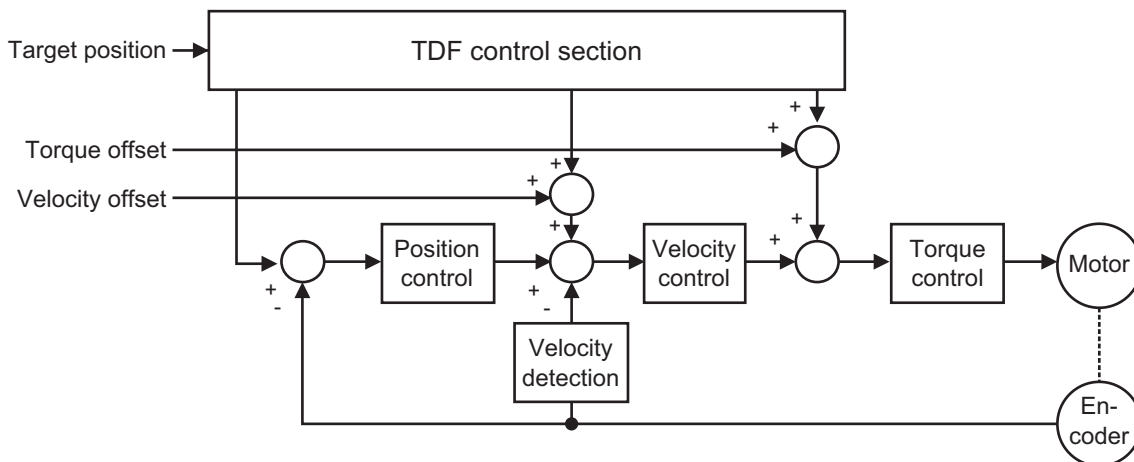 Target position
TDF control section
+
+
Torque offset
+
Velocity offset
+
+
+
+
Position
control
Velocity
control
+
Torque
control
Motor
+
-
+
-
Velocity
detection
En-
coder